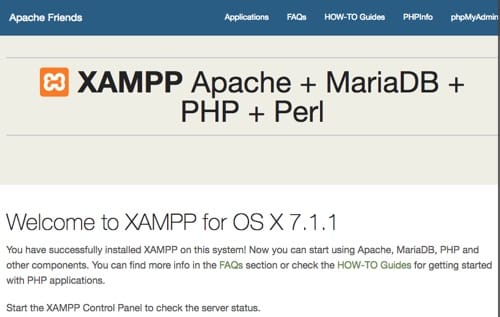 Apache Friends Applications FAQs HOW-TO Guides PHPInfo phpMyAdmin
XAMPP Apache + MariaDB +
PHP + Perl
Welcome to XAMPP for OS X 7.1.1
You have successfully installed XAMPP on this system! Now you can start using Apache, MariaDB, PHP and
other components. You can find more info in the FAQs section or check the HOW-TO Guides for getting started
with PHP applications.
Start the XAMPP Control Panel to check the server status.